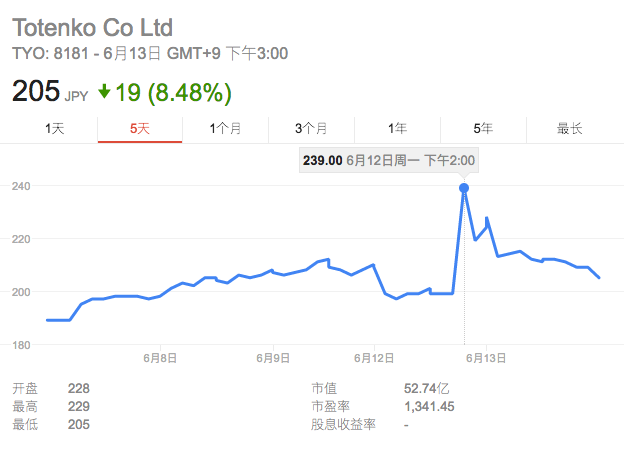 Totenko Co Ltd
TYO: 8181 - 6月13日 GMT+9 下午3:00
205 JPY 19 (8.48%)
1天 5天 1个月 3个月 1年 5年 最长
239.00 6月12日周一 下午2:00
240
220
200
180
6月8日 6月9日 6月12日 6月13日
开盘 228 市值 52.74亿
最高 229 市盈率 1,341.45
最低 205 股息收益率 -